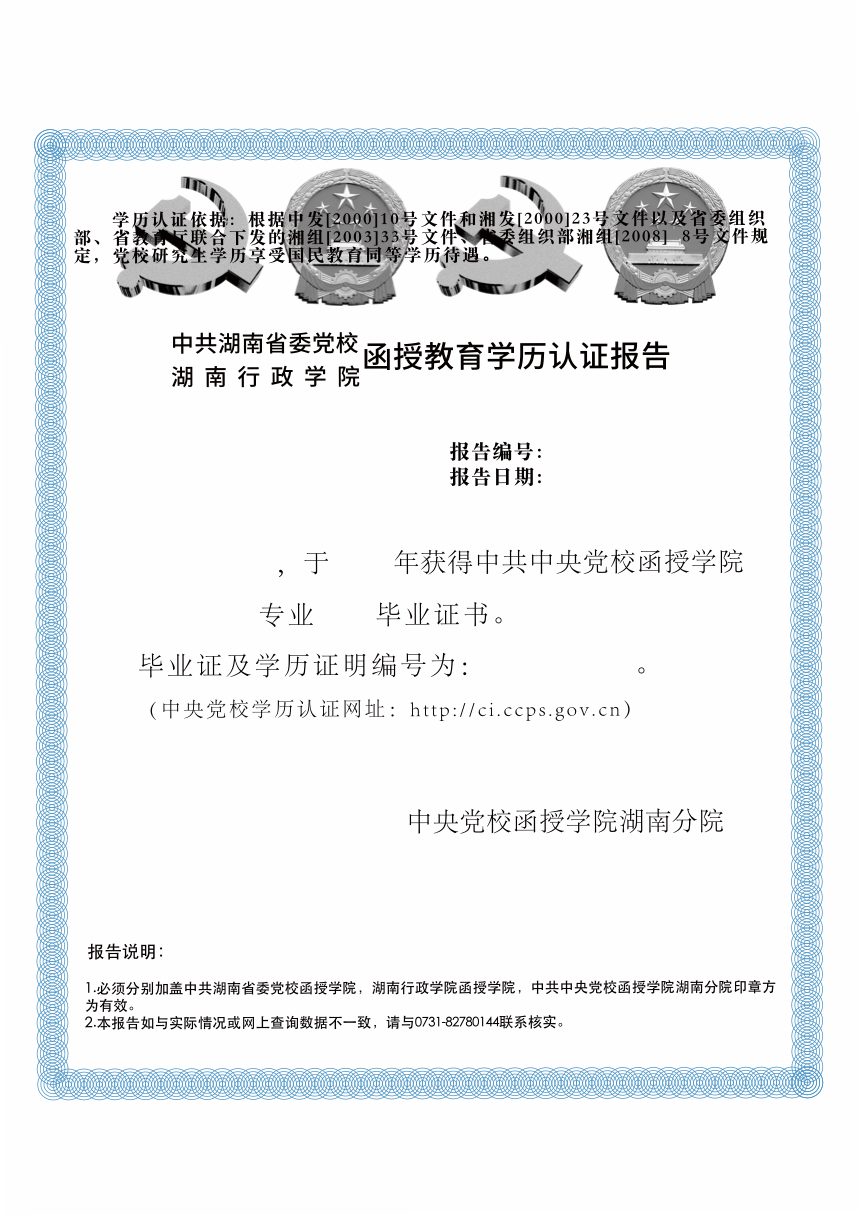 学历认证依据：根据中发[2000]10号文件和湘发[2000]23号文件以及省委组织
部、省教育厅联合下发的湘组[2003]33号文件、省委组织部湘组[2008] 8号文件规
定，党校研究生学历享受国民教育同等学历待遇。
中共湖南省委党校
湖南行政学院
函授教育学历认证报告
报告编号：
报告日期：
，于 年获得中共中央党校函授学院
专业 毕业证书。
毕业证及学历证明编号为： 。
（中央党校学历认证网址：http://ci.ccps.gov.cn）
中央党校函授学院湖南分院
报告说明：
1.必须分别加盖中共湖南省委党校函授学院，湖南行政学院函授学院，中共中央党校函授学院湖南分院印章方
为有效。
2.本报告如与实际情况或网上查询数据不一致，请与0731-82780144联系核实。